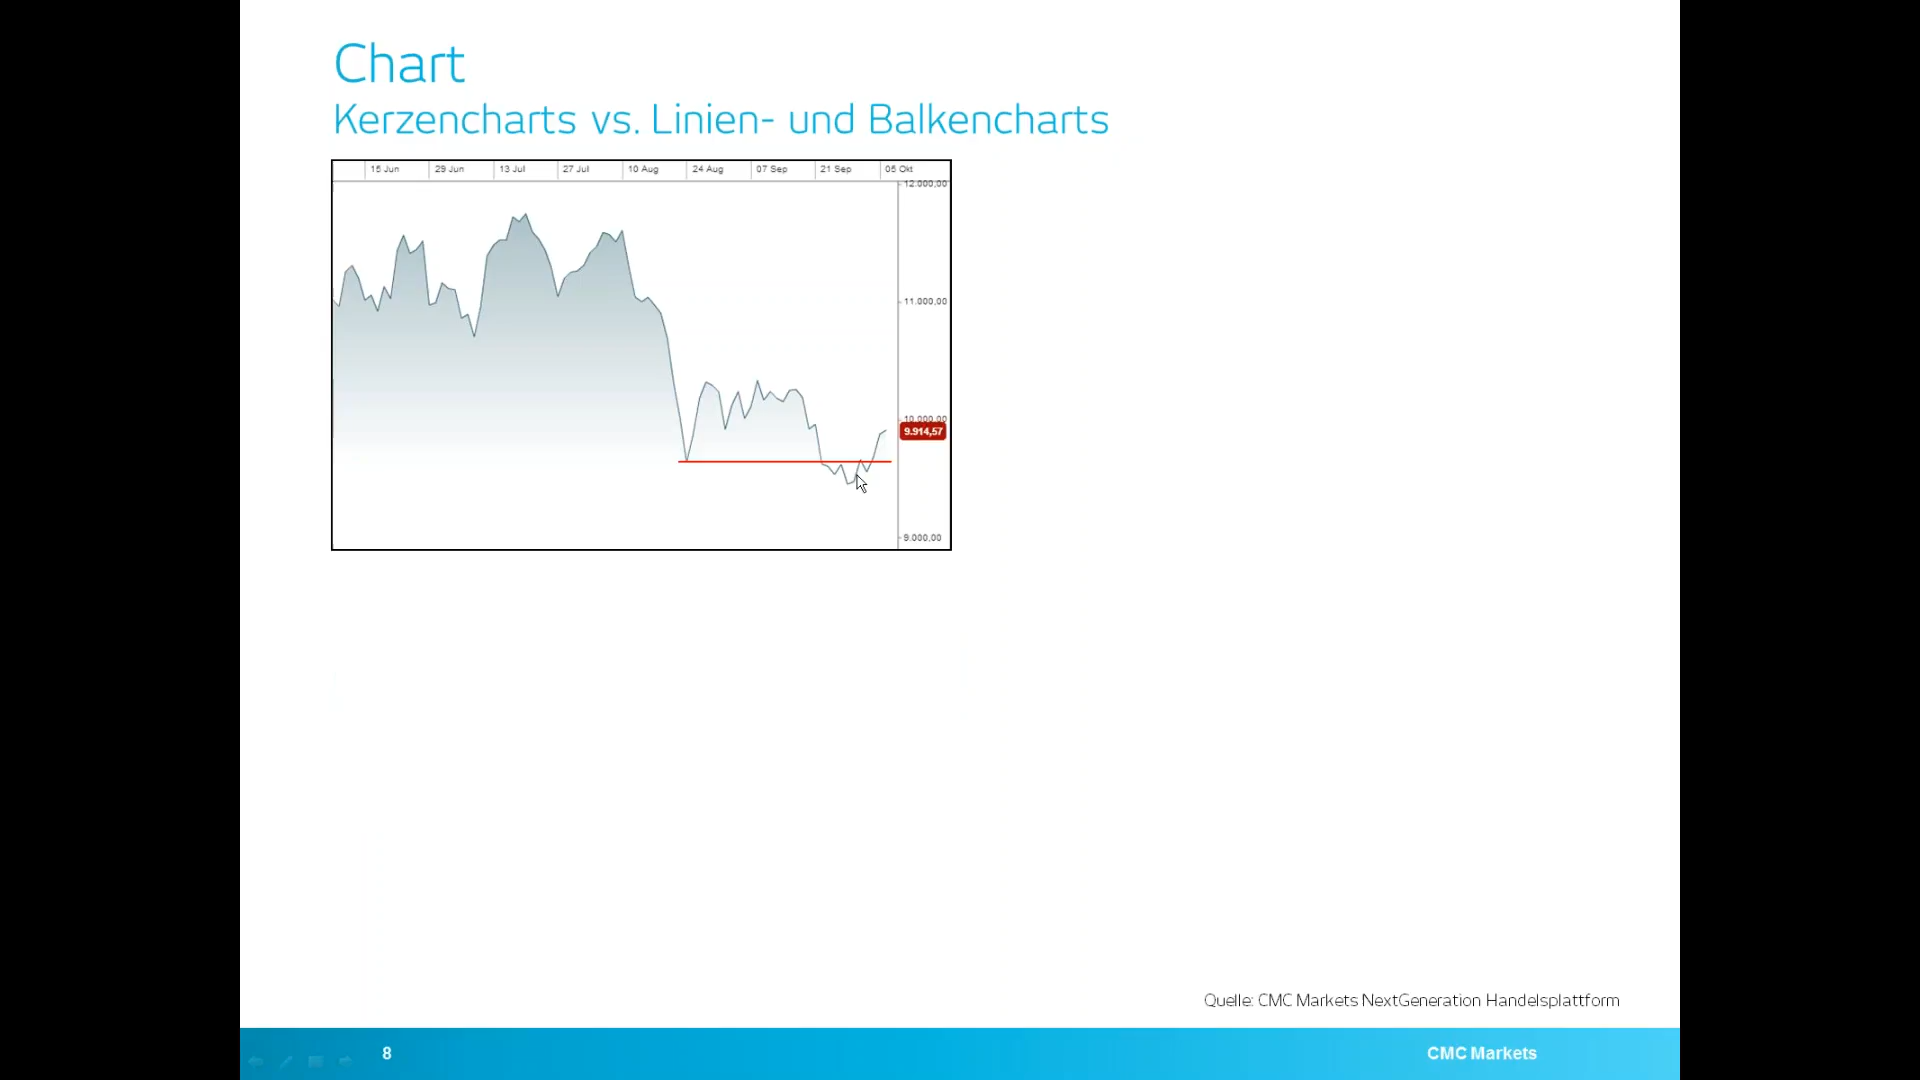 Chart
Kerzencharts vs. Linien- und Balkencharts
15 Jun 29 Jun 13 Jul 27 Jul 10 Aug 24 Aug 07 Sep 21 Sep 05 Okt
12.000,00
11.000,00
10.000,00
9.914,57
9.000,00
Quelle: CMC Markets NextGeneration Handelsplattform
8 CMC Markets